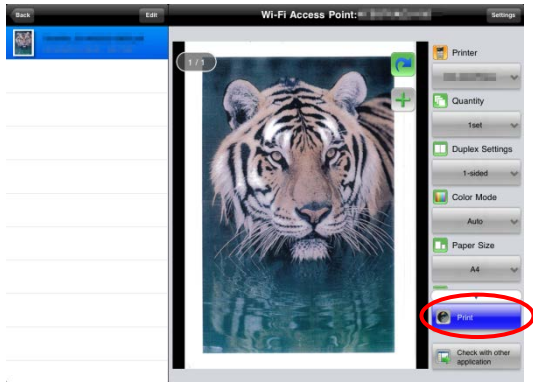 Back
Edit
Wi-Fi Access Point:
Settings
1 / 1
Printer
Quantity
1set
Duplex Settings
1-sided
Color Mode
Auto
Paper Size
A4
Print
Check with other
application